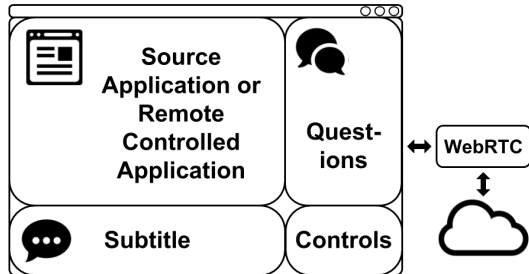 Source
Application or
Remote
Controlled
Application
Quest-
ions
WebRTC
Subtitle
Controls